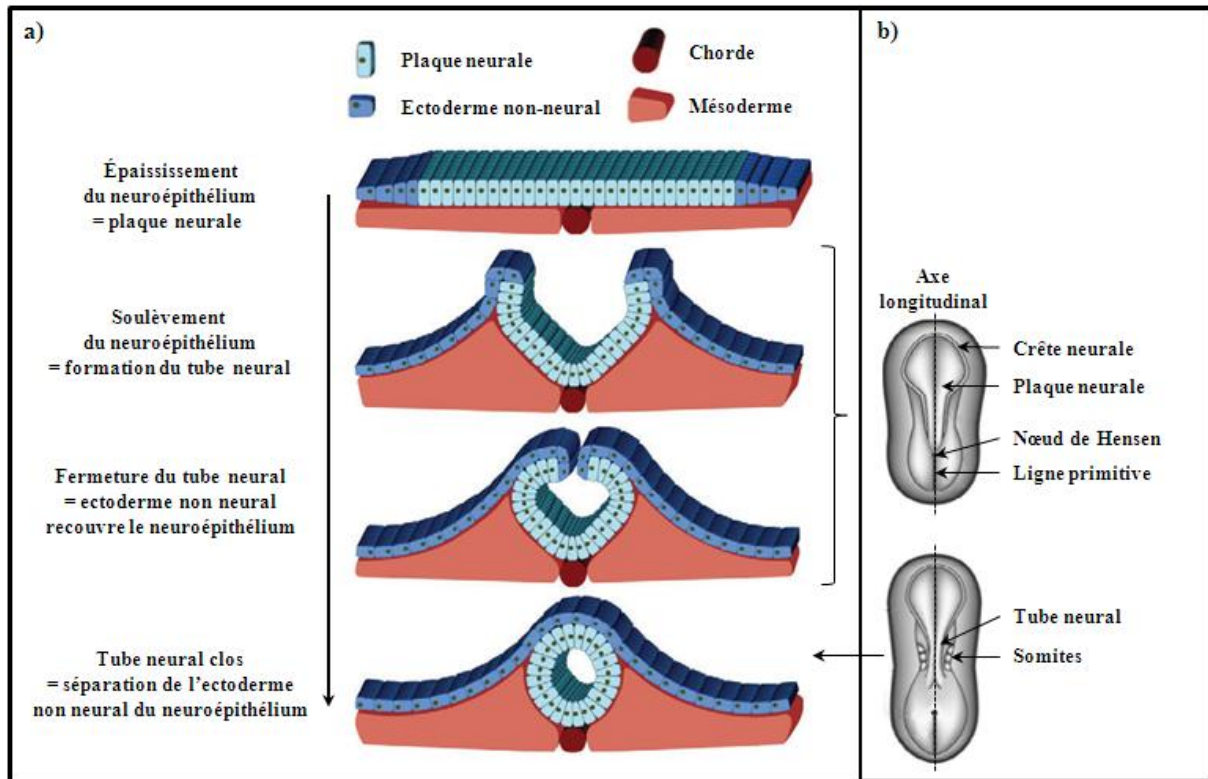 a)
Plaque neurale
Ectoderme non-neural
Chorde
Mésoderme
Épaississement
du neuroépithélium
= plaque neurale
Soulèvement
du neuroépithélium
= formation du tube neural
Fermeture du tube neural
= ectoderme non neural
recouvre le neuroépithélium
Tube neural clos
= séparation de l'ectoderme
non neural du neuroépithélium
b)
Axe
longitudinal
Crête neurale
Plaque neurale
Nœud de Hensen
Ligne primitive
Tube neural
Somites